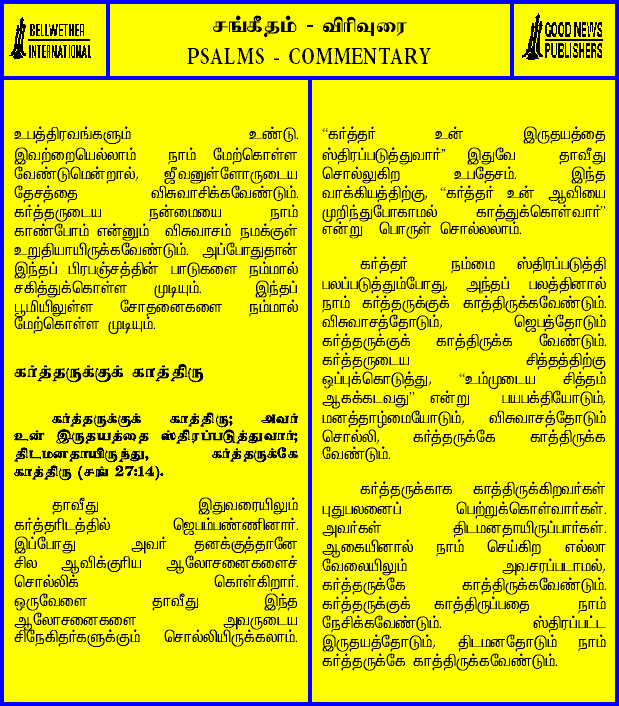 BELLWETHER
INTERNATIONAL
சங்கீதம் - விரிவுரை
PSALMS - COMMENTARY
GOOD NEWS
PUBLISHERS
உபத்திரவங்களும் உண்டு.
இவற்றையெல்லாம் நாம் மேற்கொள்ள
வேண்டுமென்றால், ஜீவனுள்ளோருடைய
தேசத்தை விசுவாசிக்கவேண்டும்.
கர்த்தருடைய நன்மையை நாம்
காண்போம் என்னும் விசுவாசம் நமக்குள்
உறுதியாயிருக்கவேண்டும். அப்போதுதான்
இந்தப் பிரபஞ்சத்தின் பாடுகளை நம்மால்
சகித்துக்கொள்ள முடியும். இந்தப்
பூமியிலுள்ள சோதனைகளை நம்மால்
மேற்கொள்ள முடியும்.
கர்த்தருக்குக் காத்திரு
கர்த்தருக்குக் காத்திரு; அவர்
உன் இருதயத்தை ஸ்திரப்படுத்துவார்;
திடமனதாயிருந்து, கர்த்தருக்கே
காத்திரு (சங் 27:14).
தாவீது இதுவரையிலும்
கர்த்தரிடத்தில் ஜெபம்பண்ணினார்.
இப்போது அவர் தனக்குத்தானே
சில ஆவிக்குரிய ஆலோசனைகளைச்
சொல்லிக் கொள்கிறார்.
ஒருவேளை தாவீது இந்த
ஆலோசனைகளை அவருடைய
சிநேகிதர்களுக்கும் சொல்லியிருக்கலாம்.
“கர்த்தர் உன் இருதயத்தை
ஸ்திரப்படுத்துவார்” இதுவே தாவீது
சொல்லுகிற உபதேசம். இந்த
வாக்கியத்திற்கு, “கர்த்தர் உன் ஆவியை
முறிந்துபோகாமல் காத்துக்கொள்வார்”
என்று பொருள் சொல்லலாம்.
கர்த்தர் நம்மை ஸ்திரப்படுத்தி
பலப்படுத்தும்போது, அந்தப் பலத்தினால்
நாம் கர்த்தருக்குக் காத்திருக்கவேண்டும்.
விசுவாசத்தோடும், ஜெபத்தோடும்
கர்த்தருக்குக் காத்திருக்க வேண்டும்.
கர்த்தருடைய சித்தத்திற்கு
ஒப்புக்கொடுத்து, “உம்முடைய சித்தம்
ஆகக்கடவது” என்று பயபக்தியோடும்,
மனத்தாழ்மையோடும், விசுவாசத்தோடும்
சொல்லி, கர்த்தருக்கே காத்திருக்க
வேண்டும்.
கர்த்தருக்காக காத்திருக்கிறவர்கள்
புதுபலனைப் பெற்றுக்கொள்வார்கள்.
அவர்கள் திடமனதாயிருப்பார்கள்.
ஆகையினால் நாம் செய்கிற எல்லா
வேலையிலும் அவசரப்படாமல்,
கர்த்தருக்கே காத்திருக்கவேண்டும்.
கர்த்தருக்குக் காத்திருப்பதை நாம்
நேசிக்கவேண்டும். ஸ்திரப்பட்ட
இருதயத்தோடும், திடமனதோடும் நாம்
கர்த்தருக்கே காத்திருக்கவேண்டும்.